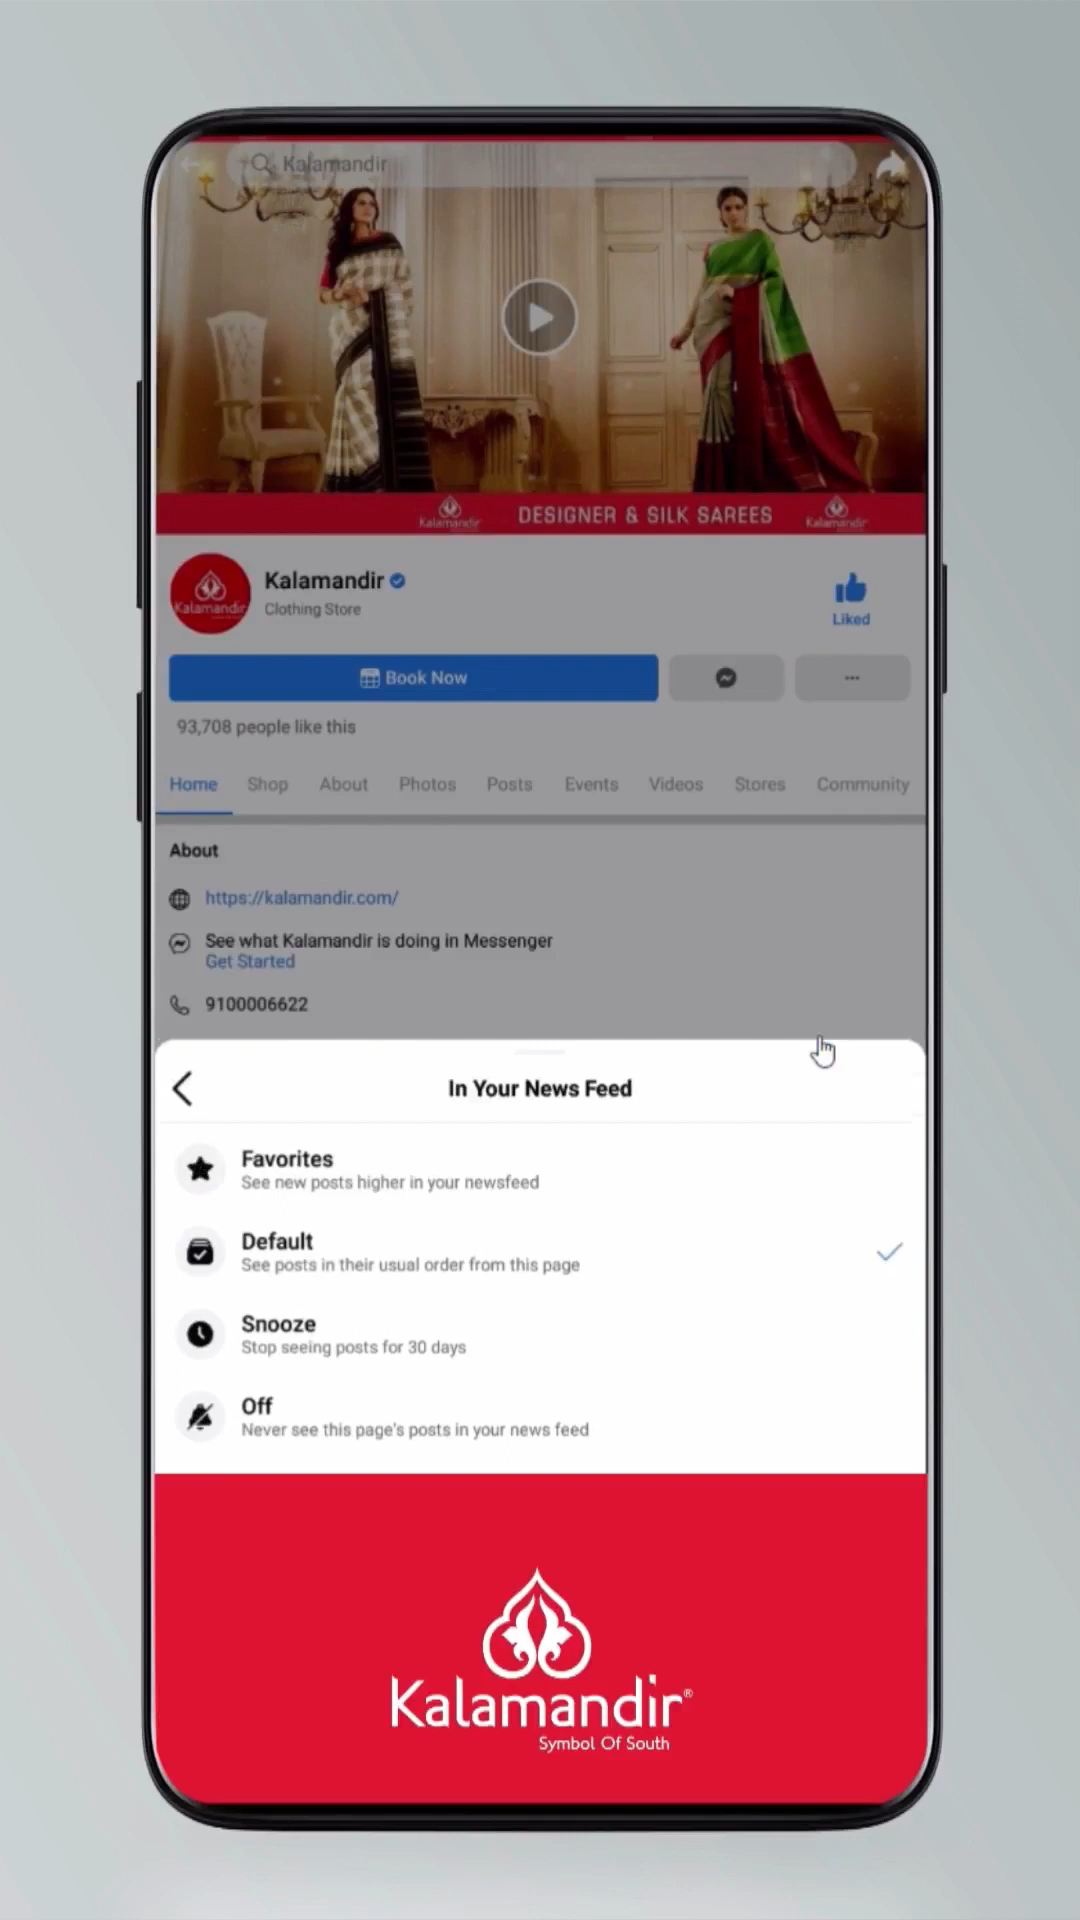 Kalamandir
Kalamandir
DESIGNER & SILK SAREES
Kalamandir
Kalamandir
Kalamandir
Clothing Store
Liked
Book Now
93,708 people like this
Home Shop About Photos Posts Events Videos Stores Community
About
https://kalamandir.com/
See what Kalamandir is doing in Messenger
Get Started
9100006622
In Your News Feed
Favorites
See new posts higher in your newsfeed
Default
See posts in their usual order from this page
Snooze
Stop seeing posts for 30 days
Off
Never see this page's posts in your news feed
Kalamandir®
Symbol Of South